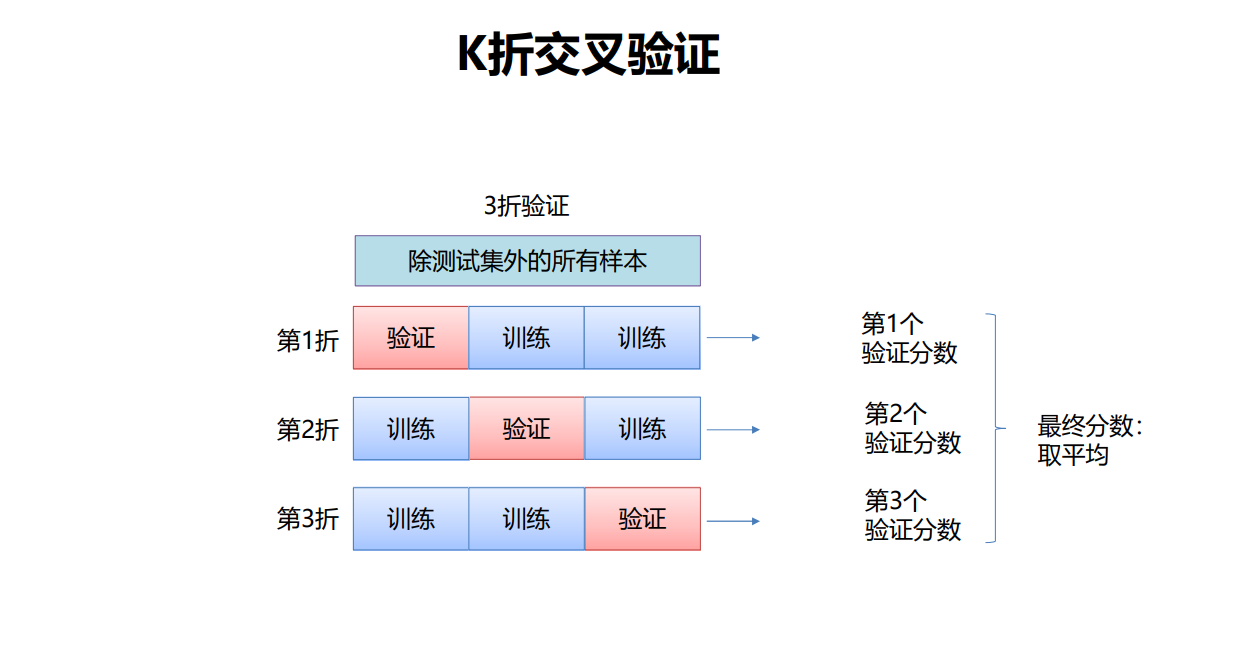 K折交叉验证
3折验证
除测试集外的所有样本
第1折
验证
训练
训练
第1个
验证分数
第2折
训练
验证
训练
第2个
验证分数
第3折
训练
训练
验证
第3个
验证分数
最终分数：
取平均